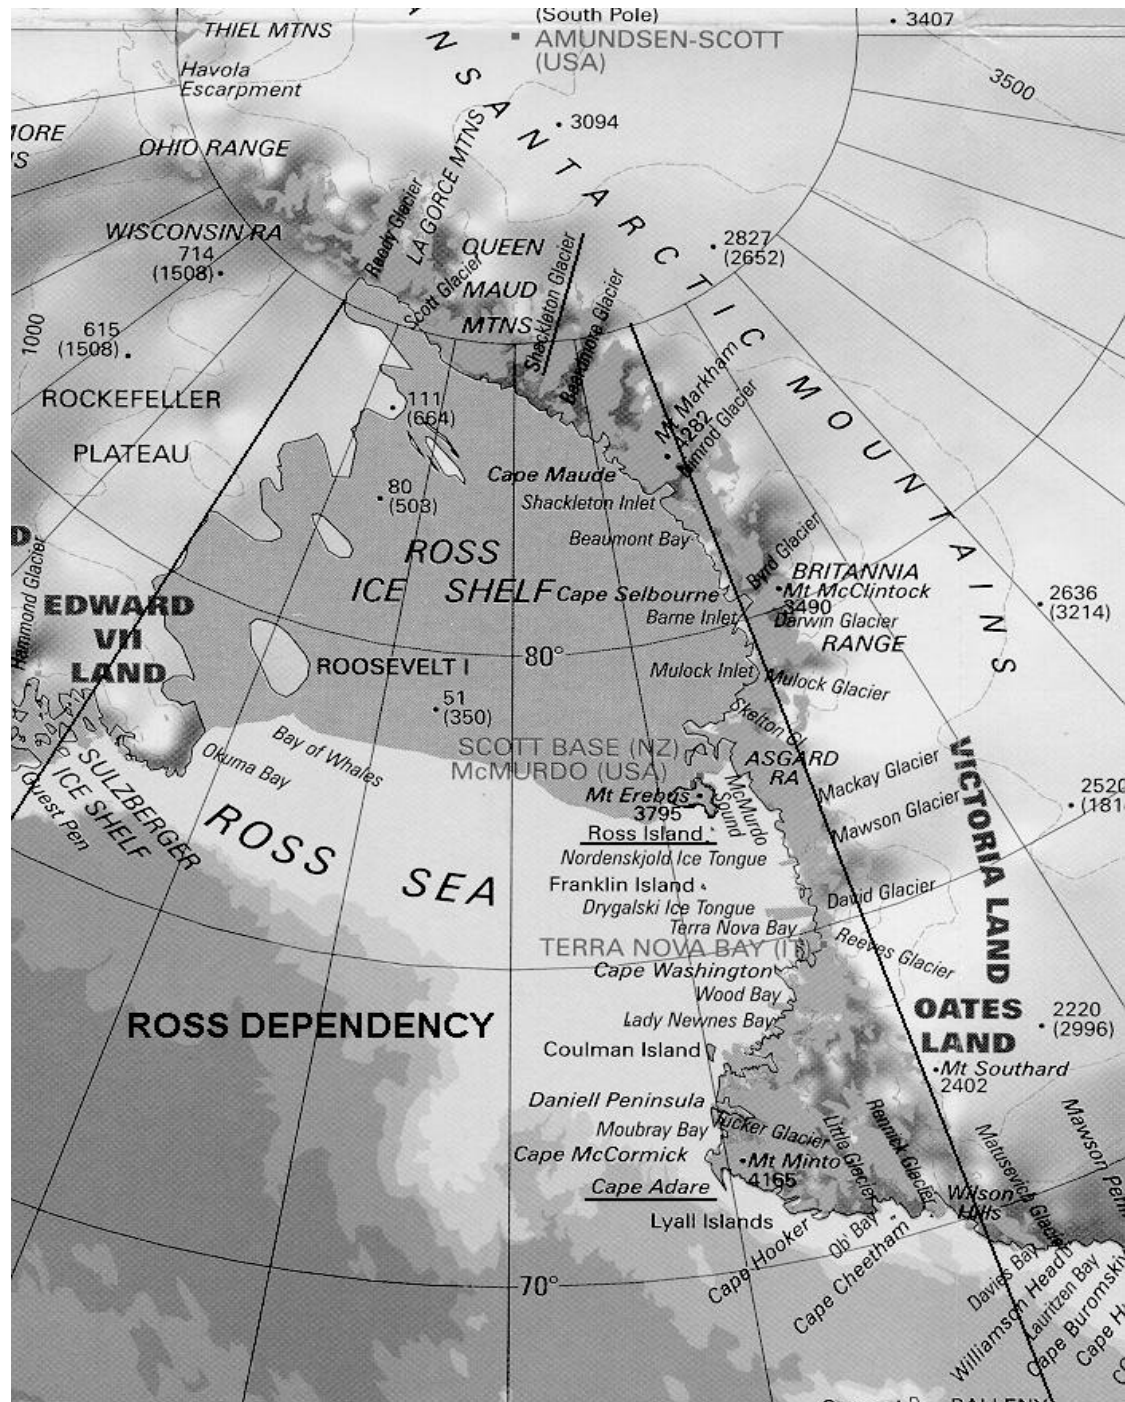 (South Pole)
AMUNDSEN-SCOTT
(USA)
3407
THIEL MTNS
Havola
Escarpment
3500
3094
OHIO RANGE
TRANSANTARCTIC MOUNTAINS
LA GORCE MTNS
Reedy Glacier
WISCONSIN RA
714
(1508)
QUEEN
MAUD
MTNS
Scott Glacier
Shackleton Glacier
Beardmore Glacier
2827
(2652)
1000
615
(1508)
ROCKEFELLER
PLATEAU
111
(664)
Mt Markham
4282
Nimrod Glacier
Cape Maude
Shackleton Inlet
80
(503)
Beaumont Bay
ROSS
ICE SHELF
Byrd Glacier
BRITANNIA
Mt McClintock
3490
Darwin Glacier
RANGE
Cape Selbourne
Barne Inlet
2636
(3214)
Hammond Glacier
EDWARD
VII
LAND
80°
ROOSEVELT I
Mulock Inlet
Mulock Glacier
51
(350)
Skelton Gl
Bay of Whales
Okuma Bay
SCOTT BASE (NZ)
McMURDO (USA)
ASGARD
RA
Mackay Glacier
VICTORIA LAND
SULZBERGER
ICE SHELF
Guest Pen
Mt Erebus
3795
McMurdo
Sound
2520
Ross Island
Mawson Glacier
ROSS
SEA
Nordenskjold Ice Tongue
Franklin Island
David Glacier
Drygalski Ice Tongue
Terra Nova Bay
Reeves Glacier
TERRA NOVA BAY (IT)
Cape Washington
Wood Bay
OATES
LAND
2220
(2996)
ROSS DEPENDENCY
Lady Newnes Bay
Coulman Island
Mt Southard
2402
Daniell Peninsula
Moubray Bay
Tucker Glacier
Little Glacier
Rennick Glacier
Matusevich Glacier
Mawson
Cape McCormick
Mt Minto
4165
Cape Adare
Wilson
Hills
Lyall Islands
Cape Hooker
Ob' Bay
Cape Cheetham
Davies Bay
Williamson Head
Lauritzen Bay
Cape Buromskiy
70°